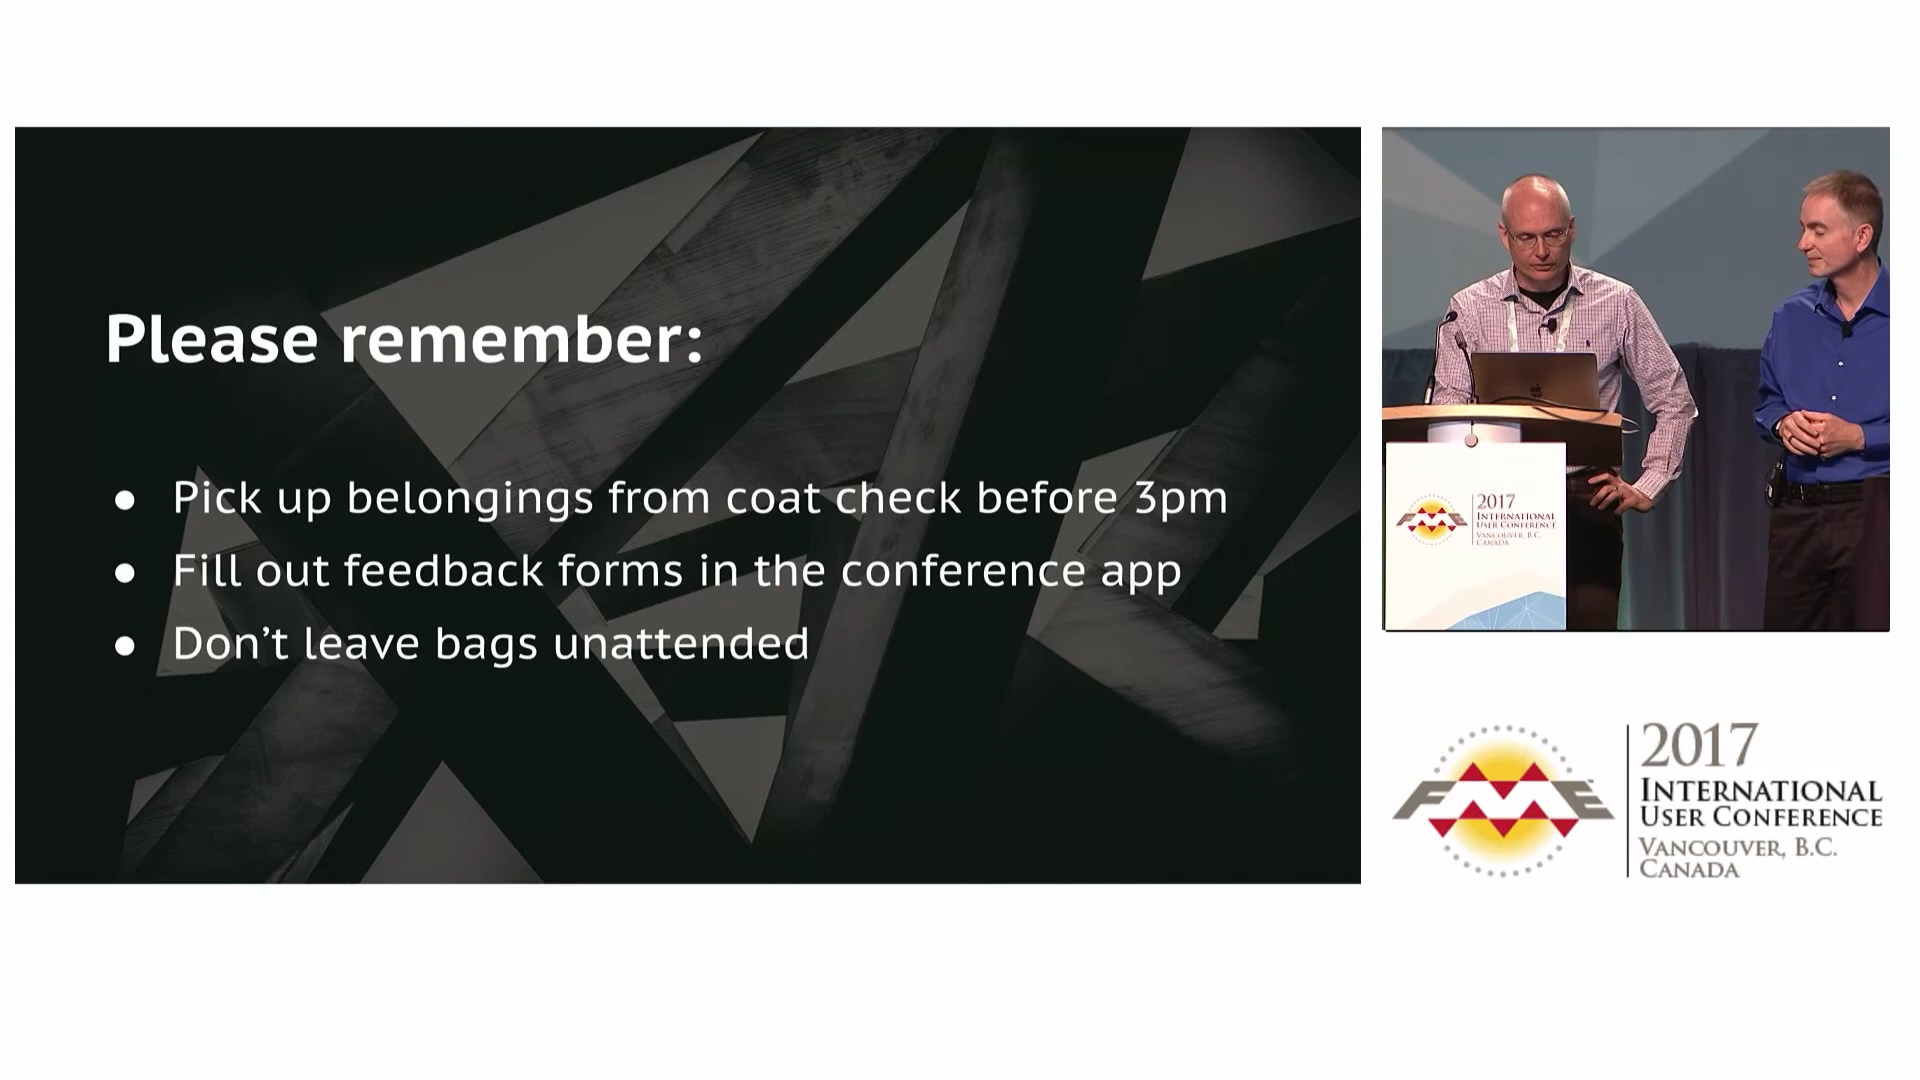 Please remember:
● Pick up belongings from coat check before 3pm
● Fill out feedback forms in the conference app
● Don’t leave bags unattended
2017
INTERNATIONAL
USER CONFERENCE
VANCOUVER, B.C.
CANADA
FME
2017
INTERNATIONAL
USER CONFERENCE
VANCOUVER, B.C.
CANADA
FME